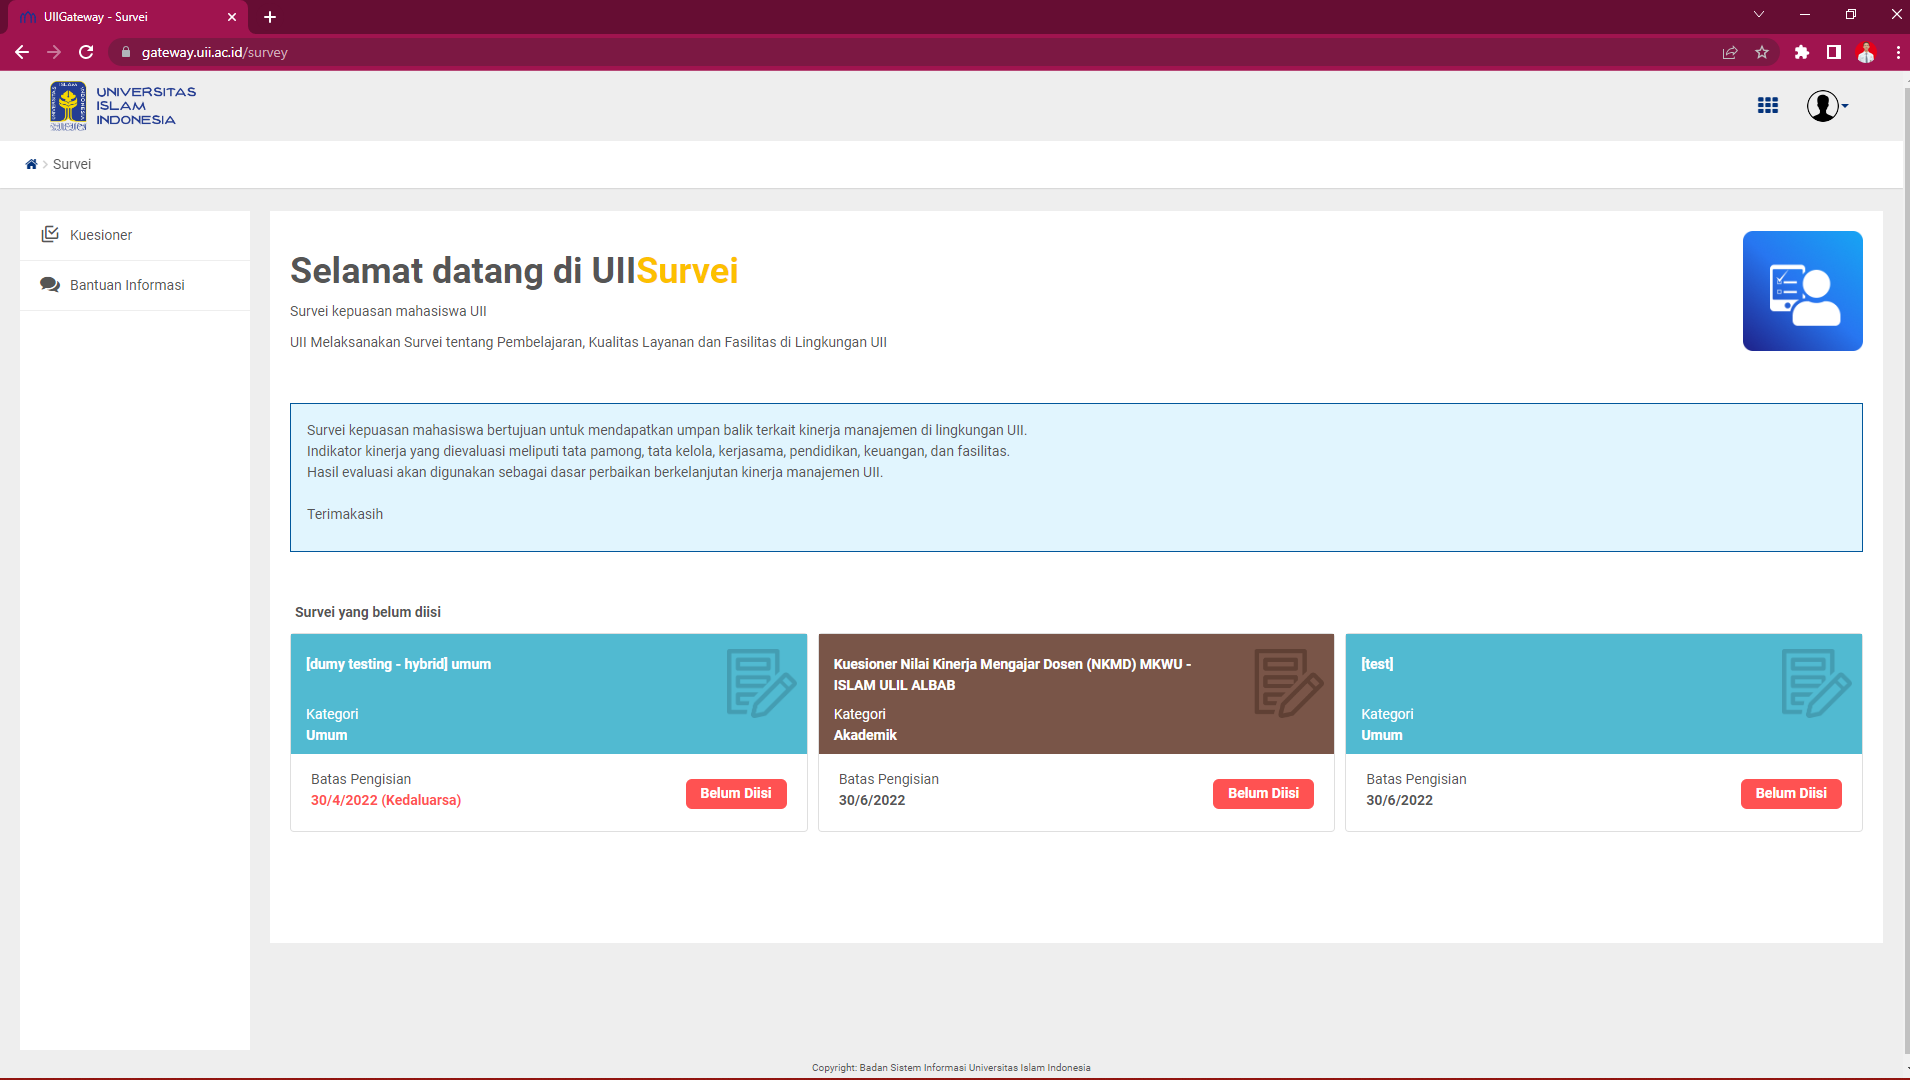 UIIGateway - Survei
gateway.uii.ac.id/survey
UNIVERSITAS
ISLAM
INDONESIA
Survei
Kuesioner
Bantuan Informasi
Selamat datang di UIISurvei
Survei kepuasan mahasiswa UII
UII Melaksanakan Survei tentang Pembelajaran, Kualitas Layanan dan Fasilitas di Lingkungan UII
Survei kepuasan mahasiswa bertujuan untuk mendapatkan umpan balik terkait kinerja manajemen di lingkungan UII.
Indikator kinerja yang dievaluasi meliputi tata pamong, tata kelola, kerjasama, pendidikan, keuangan, dan fasilitas.
Hasil evaluasi akan digunakan sebagai dasar perbaikan berkelanjutan kinerja manajemen UII.
Terimakasih
Survei yang belum diisi
[dumy testing - hybrid] umum
Kategori
Umum
Batas Pengisian
30/4/2022 (Kedaluarsa)
Belum Diisi
Kuesioner Nilai Kinerja Mengajar Dosen (NKMD) MKWU -
ISLAM ULIL ALBAB
Kategori
Akademik
Batas Pengisian
30/6/2022
Belum Diisi
[test]
Kategori
Umum
Batas Pengisian
30/6/2022
Belum Diisi
Copyright: Badan Sistem Informasi Universitas Islam Indonesia